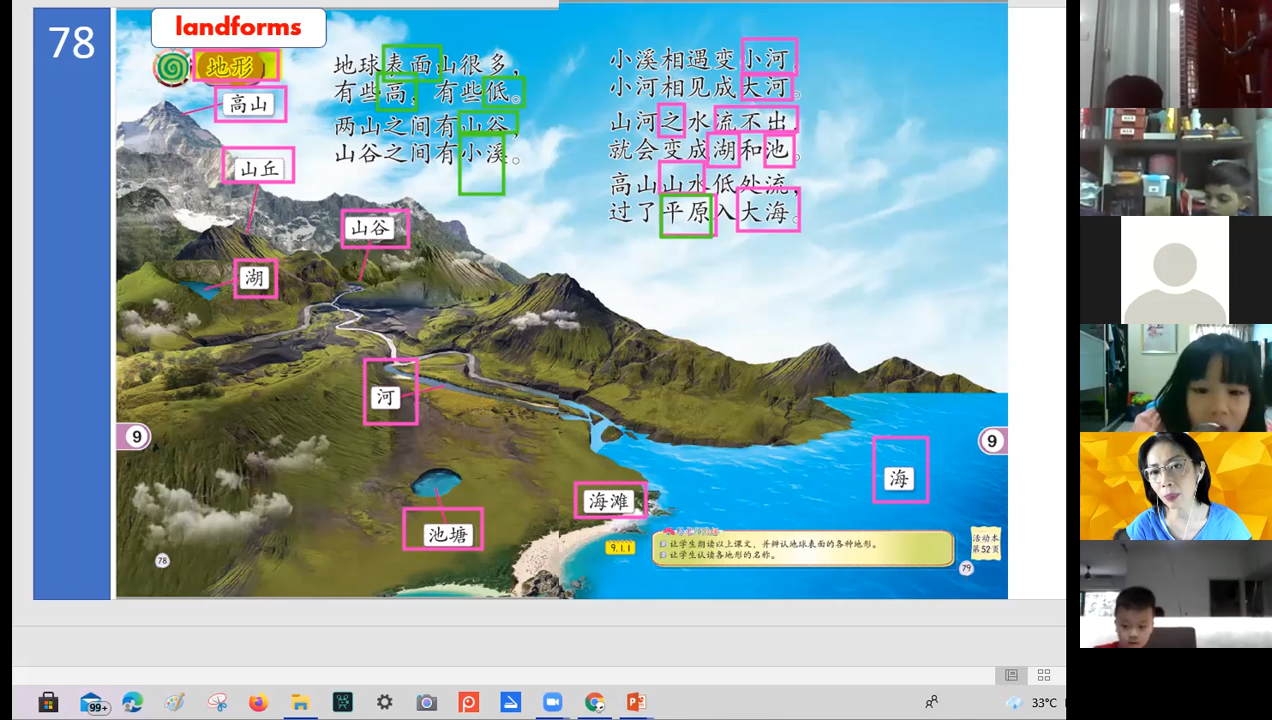 78
landforms
地形
地球表面山很多，
有些高，有些低。
两山之间有山谷，
山谷之间有小溪。
小溪相遇变小河，
小河相见成大河。
山河之水流不出，
就会变成湖和池。
高山山水低处流，
过了平原入大海。
高山
山丘
山谷
湖
河
9
9
海
池塘
海滩
9.1.1
让学生朗读以上课文，并辨认地球表面的各种地形。
让学生认读各地形的名称。
活动本
第52页
78
79
99+
33°C